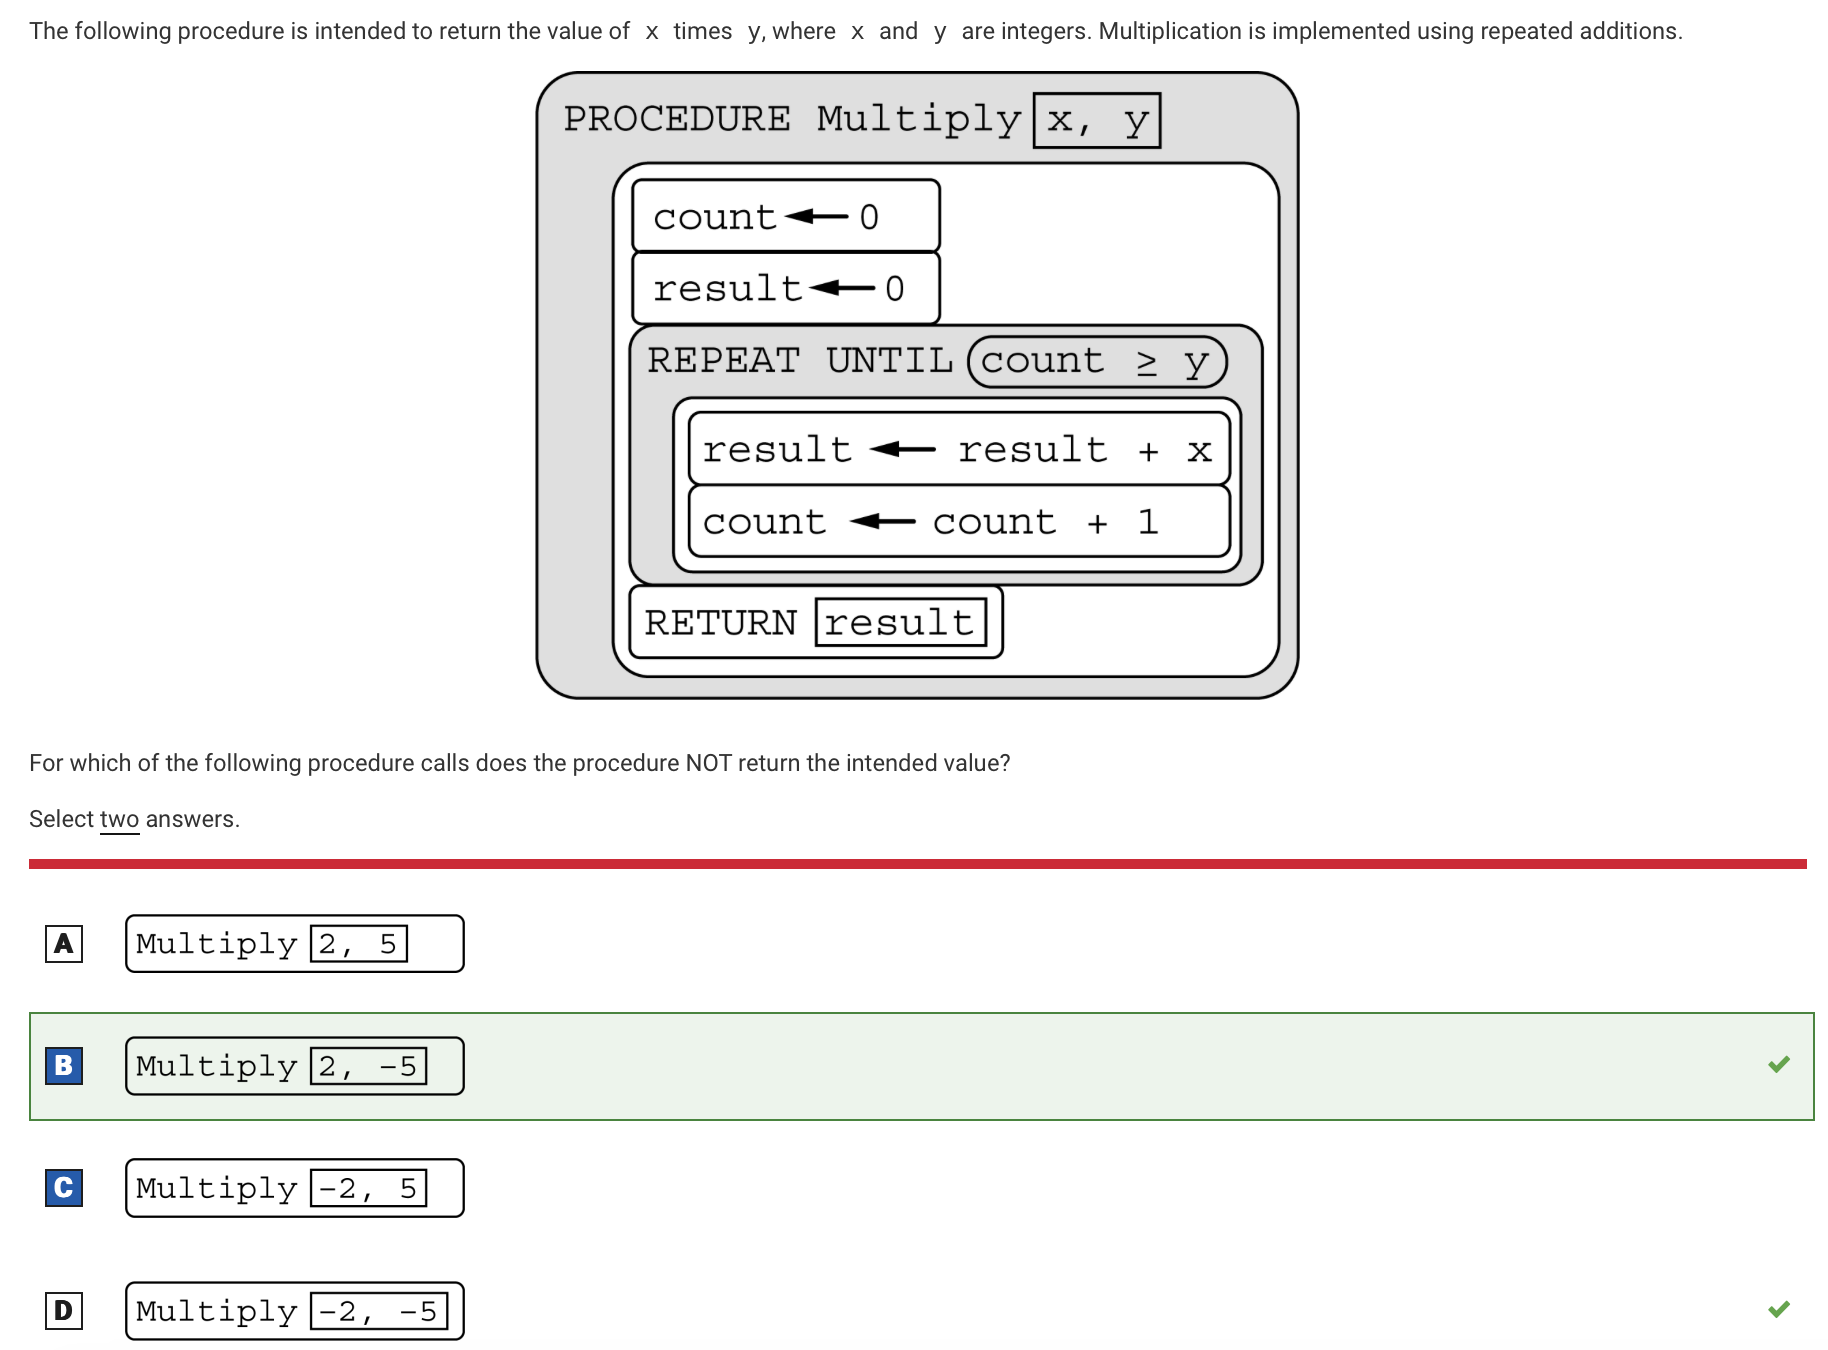 The following procedure is intended to return the value of x times y, where x and y are integers. Multiplication is implemented using repeated additions.
PROCEDURE Multiply x, y
count ← 0
result ← 0
REPEAT UNTIL count ≥ y
result ← result + x
count ← count + 1
RETURN result
For which of the following procedure calls does the procedure NOT return the intended value?
Select two answers.
A Multiply 2, 5
B Multiply 2, −5
C Multiply −2, 5
D Multiply −2, −5